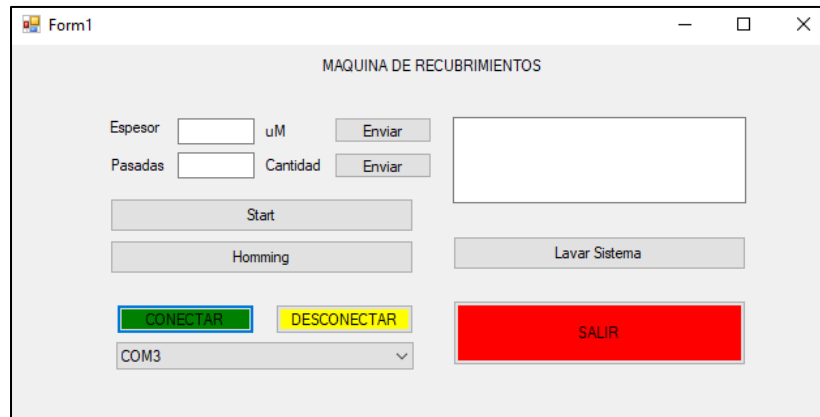 Form1
MAQUINA DE RECUBRIMIENTOS
Espesor uM Enviar
Pasadas Cantidad Enviar
Start
Homming
Lavar Sistema
CONECTAR DESCONECTAR
SALIR
COM3